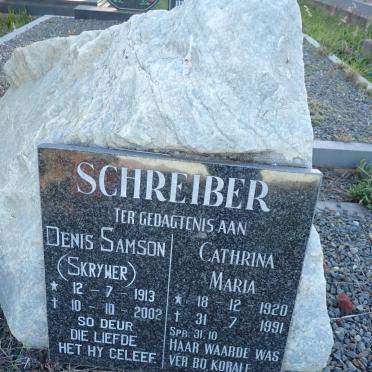 SCHREIBER
TER GEDAGTENIS AAN
DENIS SAMSON
(SKRYWER)
* 12 - 7 - 1913
† 10 - 10 - 2002
SO DEUR
DIE LIEFDE
HET HY GELEEF
CATHRINA
MARIA
* 18 - 12 - 1920
† 31 - 7 - 1991
SPR. 31.10
HAAR WAARDE WAS
VER BO KORALE